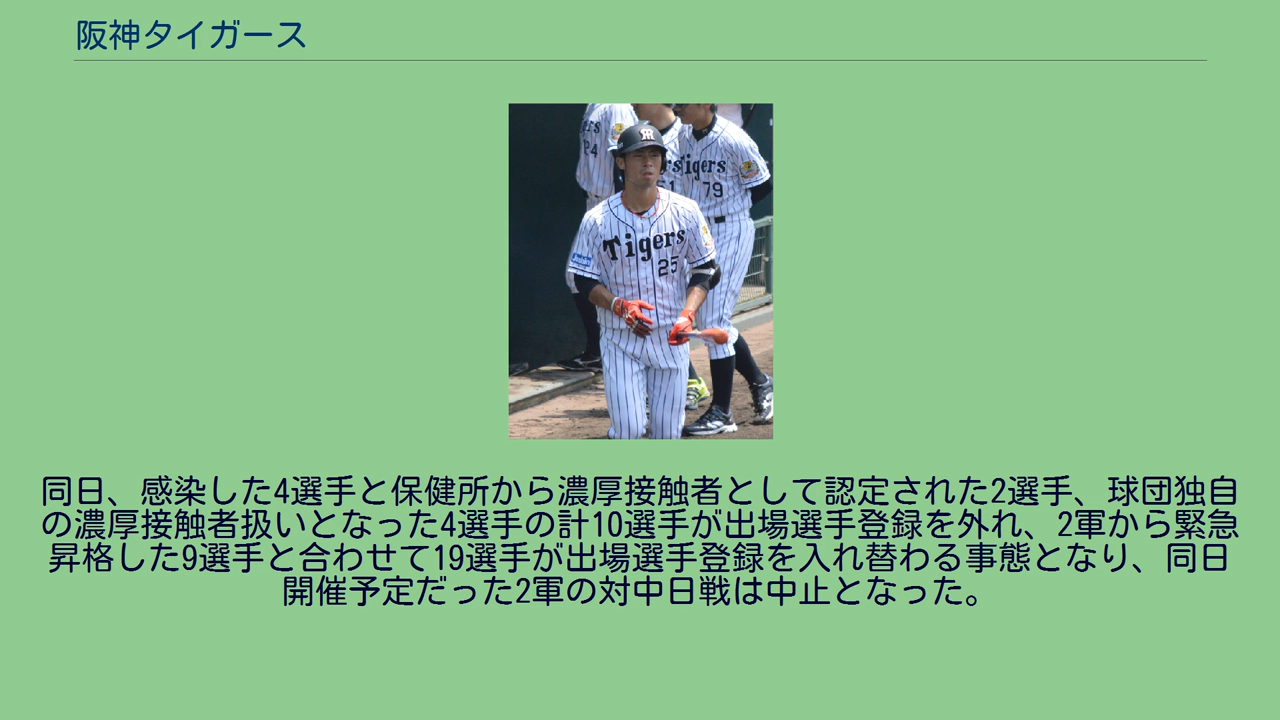 阪神タイガース
Tigers
24
Tigers
51
79
Tigers
25
同日、感染した4選手と保健所から濃厚接触者として認定された2選手、球団独自
の濃厚接触者扱いとなった4選手の計10選手が出場選手登録を外れ、2軍から緊急
昇格した9選手と合わせて19選手が出場選手登録を入れ替わる事態となり、同日
開催予定だった2軍の対中日戦は中止となった。